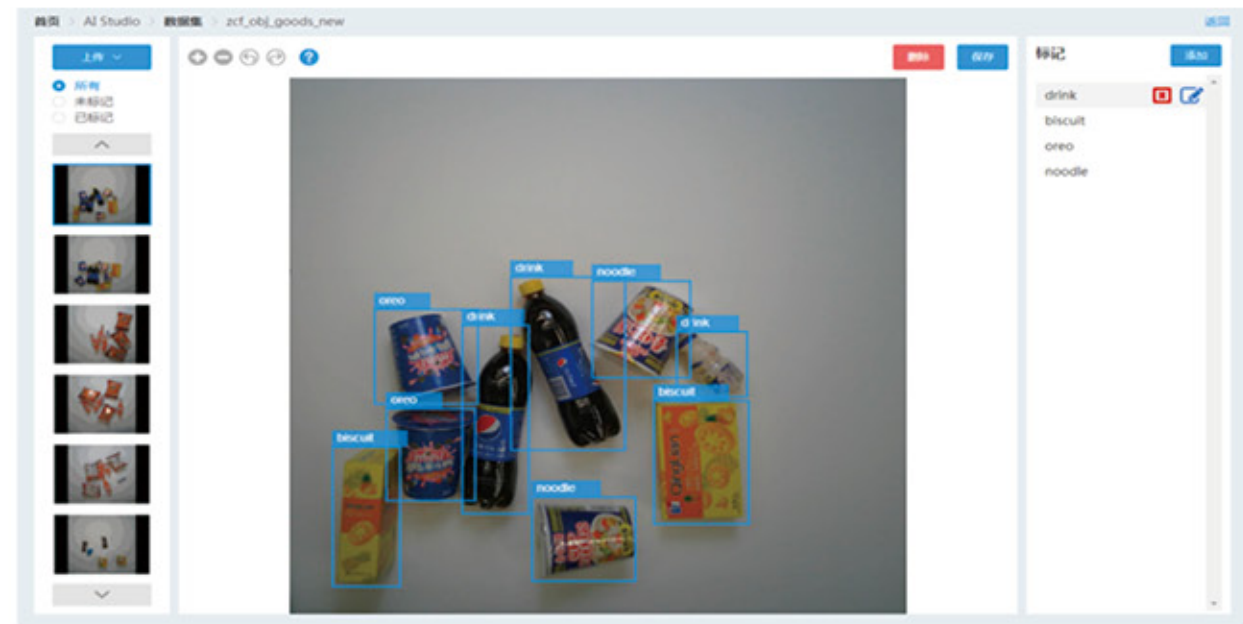 首页 > AI Studio > 数据集 > zcf_obj_goods_new
返回
上传
所有
未标记
已标记
?
删除
保存
标记
添加
drink
biscuit
oreo
noodle
drink
noodle
oreo
drink
d ink
biscuit
oreo
biscuit
noodle